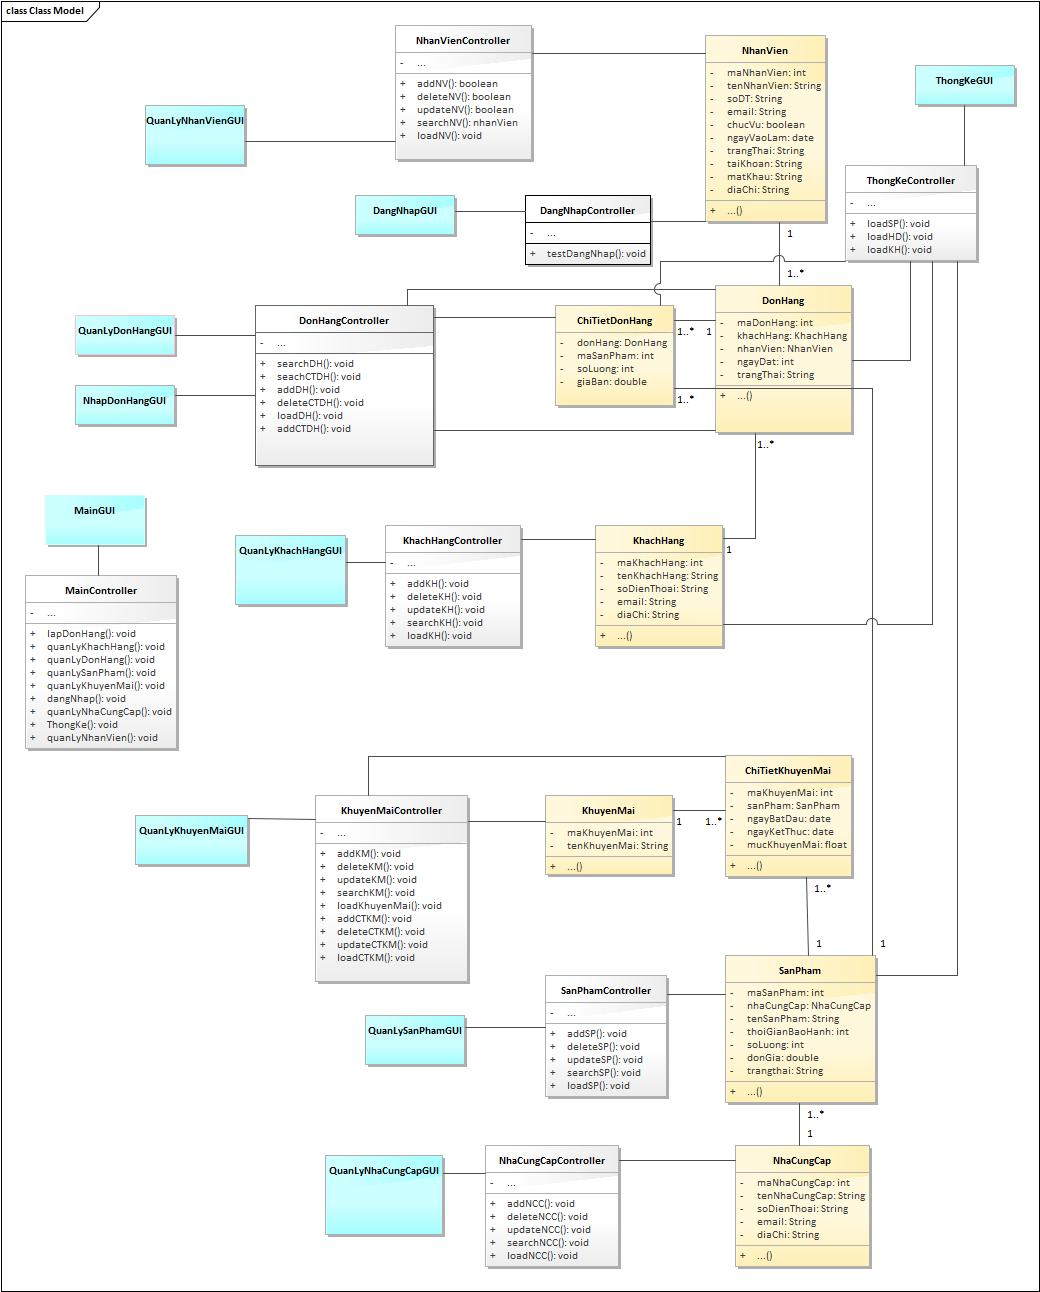 class Class Model
NhanVienController
- ...
+ addNV(): boolean
+ deleteNV(): boolean
+ updateNV(): boolean
+ searchNV(): nhanVien
+ loadNV(): void
NhanVien
- maNhanVien: int
- tenNhanVien: String
- soDT: String
- email: String
- chucVu: boolean
- ngayVaoLam: date
- trangThai: String
- taiKhoan: String
- matKhau: String
- diaChi: String
+ ...()
ThongKeGUI
QuanLyNhanVienGUI
ThongKeController
- ...
+ loadSP(): void
+ loadHD(): void
+ loadKH(): void
DangNhapGUI
DangNhapController
- ...
+ testDangNhap(): void
1
1..*
QuanLyDonHangGUI
NhapDonHangGUI
DonHangController
- ...
+ searchDH(): void
+ seachCTDH(): void
+ addDH(): void
+ deleteCTDH(): void
+ loadDH(): void
+ addCTDH(): void
ChiTietDonHang
- donHang: DonHang
- maSanPham: int
- soLuong: int
- giaBan: double
1..* 1
1..*
DonHang
- maDonHang: int
- khachHang: KhachHang
- nhanVien: NhanVien
- ngayDat: int
- trangThai: String
+ ...()
1..*
MainGUI
MainController
- ...
+ lapDonHang(): void
+ quanLyKhachHang(): void
+ quanLyDonHang(): void
+ quanLySanPham(): void
+ quanLyKhuyenMai(): void
+ dangNhap(): void
+ quanLyNhaCungCap(): void
+ ThongKe(): void
+ quanLyNhanVien(): void
QuanLyKhachHangGUI
KhachHangController
- ...
+ addKH(): void
+ deleteKH(): void
+ updateKH(): void
+ searchKH(): void
+ loadKH(): void
KhachHang
- maKhachHang: int
- tenKhachHang: String
- soDienThoai: String
- email: String
- diaChi: String
+ ...()
1
QuanLyKhuyenMaiGUI
KhuyenMaiController
- ...
+ addKM(): void
+ deleteKM(): void
+ updateKM(): void
+ searchKM(): void
+ loadKhuyenMai(): void
+ addCTKM(): void
+ deleteCTKM(): void
+ updateCTKM(): void
+ loadCTKM(): void
KhuyenMai
- maKhuyenMai: int
- tenKhuyenMai: String
+ ...()
1 1..*
ChiTietKhuyenMai
- maKhuyenMai: int
- sanPham: SanPham
- ngayBatDau: date
- ngayKetThuc: date
- mucKhuyenMai: float
+ ...()
1..*
1 1
QuanLySanPhamGUI
SanPhamController
- ...
+ addSP(): void
+ deleteSP(): void
+ updateSP(): void
+ searchSP(): void
+ loadSP(): void
SanPham
- maSanPham: int
- nhaCungCap: NhaCungCap
- tenSanPham: String
- thoiGianBaoHanh: int
- soLuong: int
- donGia: double
- trangthai: String
+ ...()
1..*
1
QuanLyNhaCungCapGUI
NhaCungCapController
- ...
+ addNCC(): void
+ deleteNCC(): void
+ updateNCC(): void
+ searchNCC(): void
+ loadNCC(): void
NhaCungCap
- maNhaCungCap: int
- tenNhaCungCap: String
- soDienThoai: String
- email: String
- diaChi: String
+ ...()